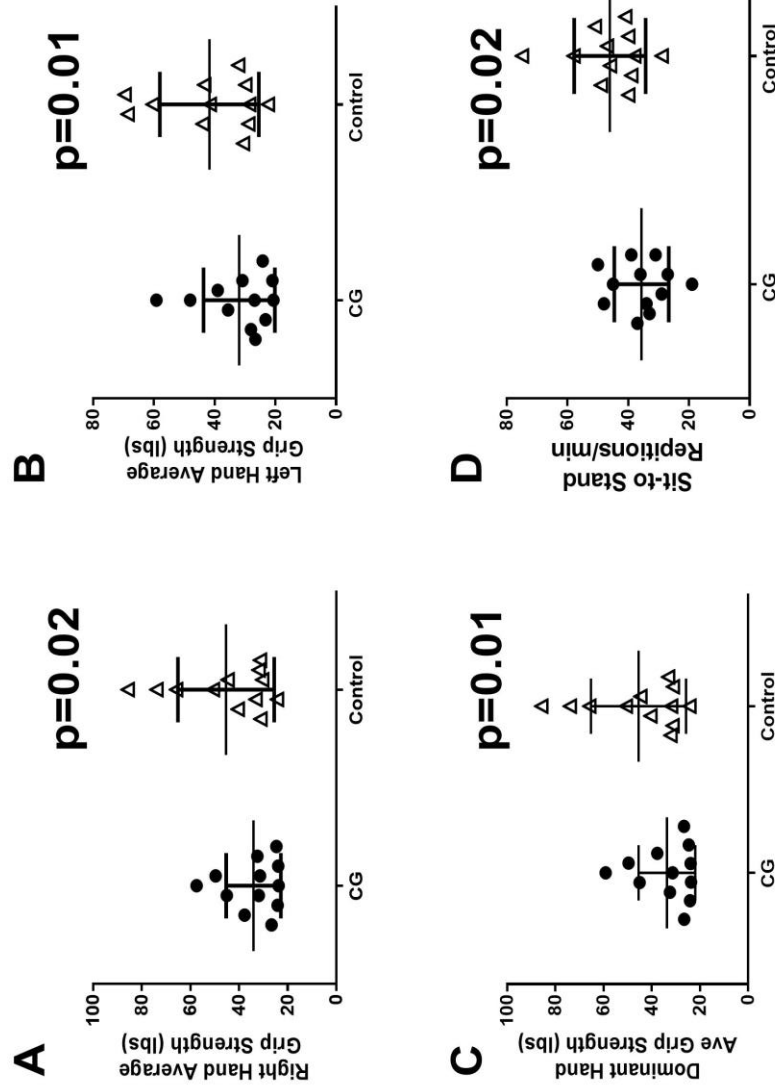 A
p=0.02
Right Hand Average
Grip Strength (lbs)
100
80
60
40
20
0
CG
Control
B
p=0.01
Left Hand Average
Grip Strength (lbs)
80
60
40
20
0
CG
Control
C
p=0.01
Dominant Hand
Ave Grip Strength (lbs)
100
80
60
40
20
0
CG
Control
D
p=0.02
Sit-to Stand
Repitions/min
80
60
40
20
0
CG
Control